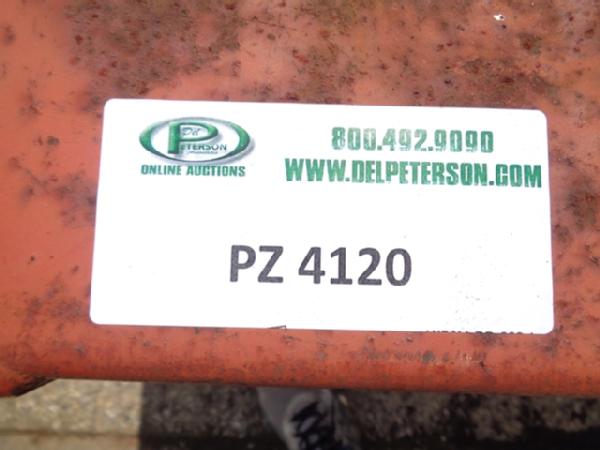 Del
PETERSON
ONLINE AUCTIONS
800.492.9090
WWW.DELPETERSON.COM
PZ 4120